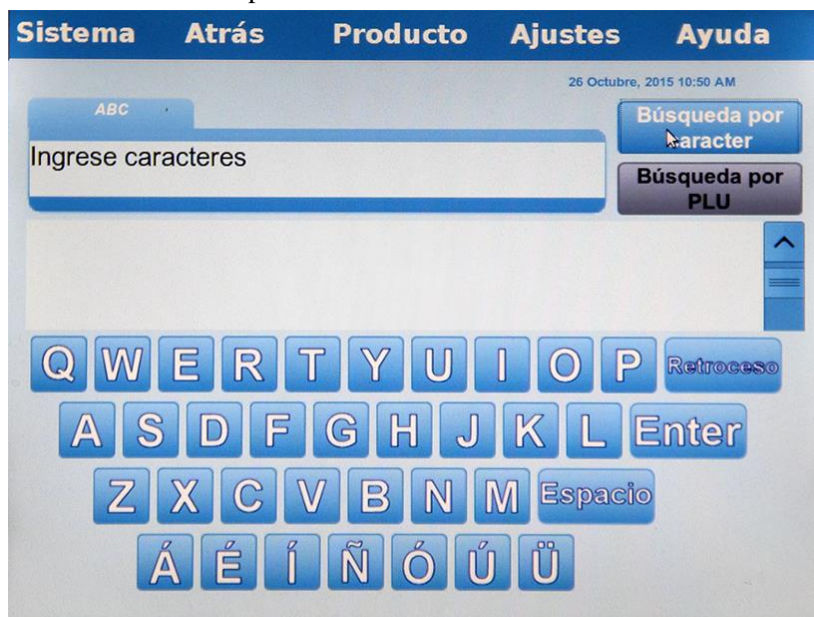 Sistema Atrás Producto Ajustes Ayuda
26 Octubre, 2015 10:50 AM
ABC
Búsqueda por
caracter
Ingrese caracteres
Búsqueda por
PLU
Q W E R T Y U I O P Retroceso
A S D F G H J K L Enter
Z X C V B N M Espacio
Á É Í Ñ Ó Ú Ü